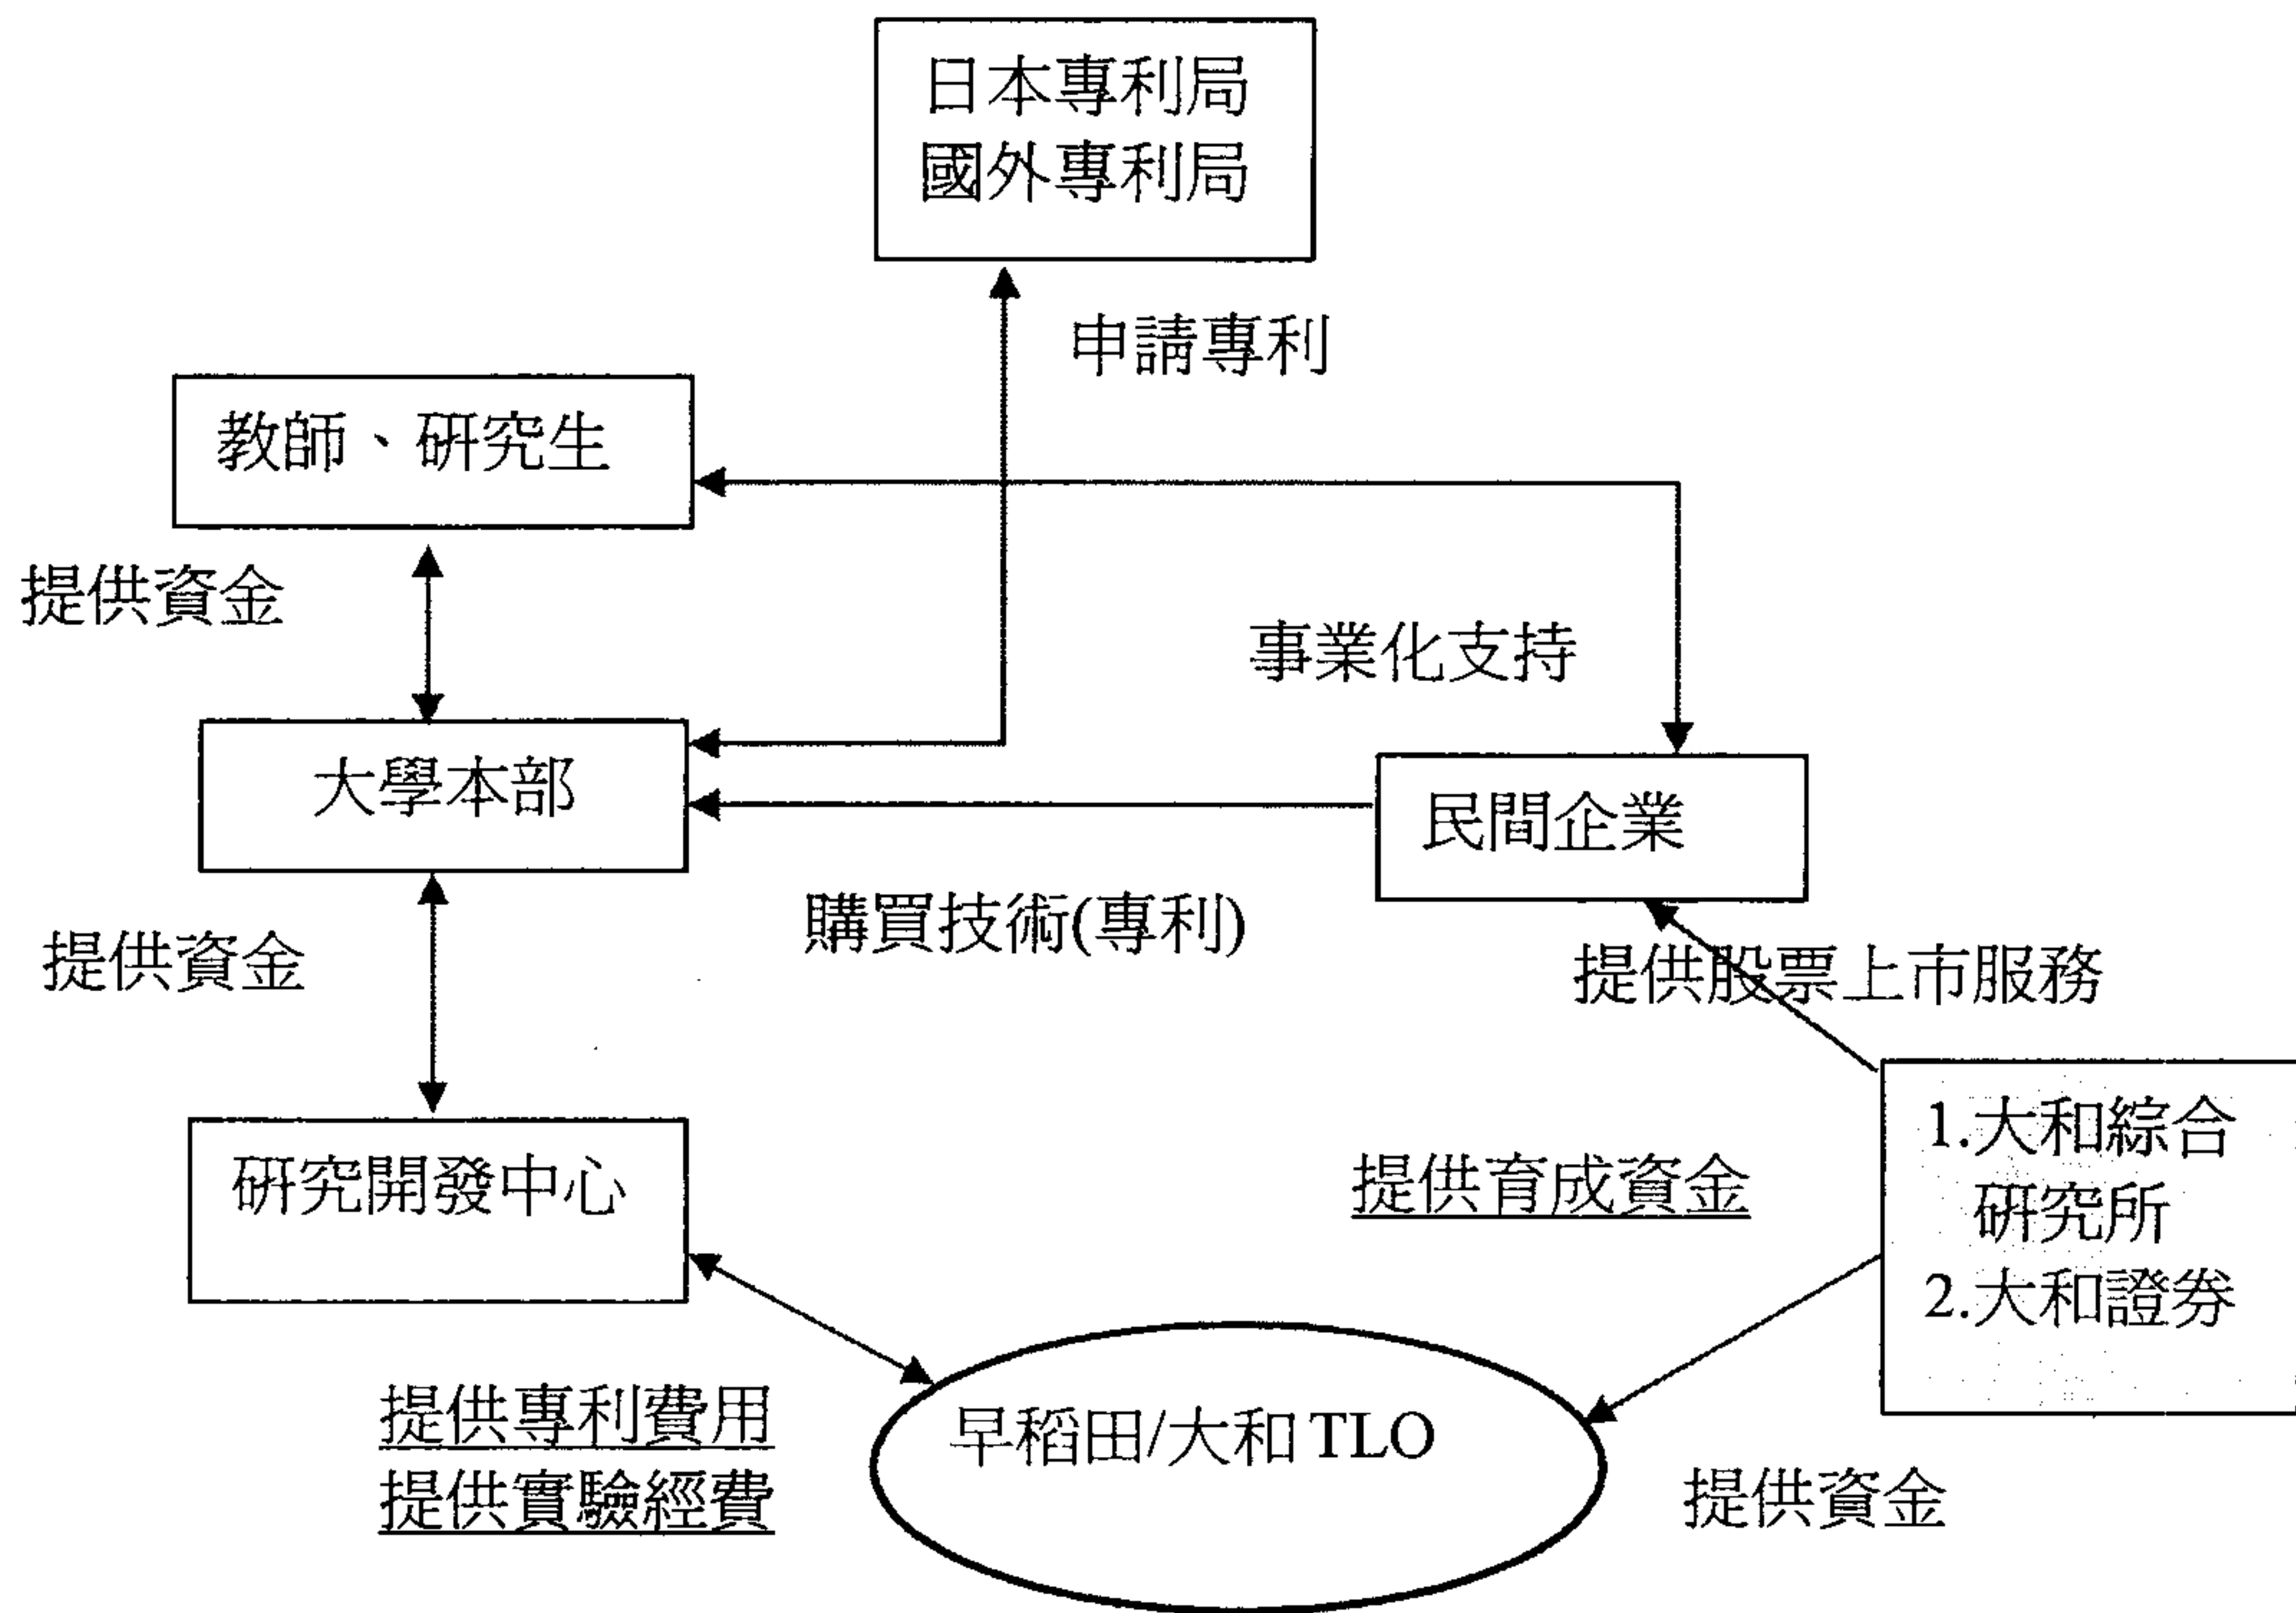 日本專利局
國外專利局
申請專利
教師、研究生
提供資金
事業化支持
大學本部
民間企業
購買技術(專利)
提供資金
提供股票上市服務
1.大和綜合
研究所
2.大和證券
研究開發中心
提供育成資金
提供專利費用
提供實驗經費
早稻田/大和TLO
提供資金